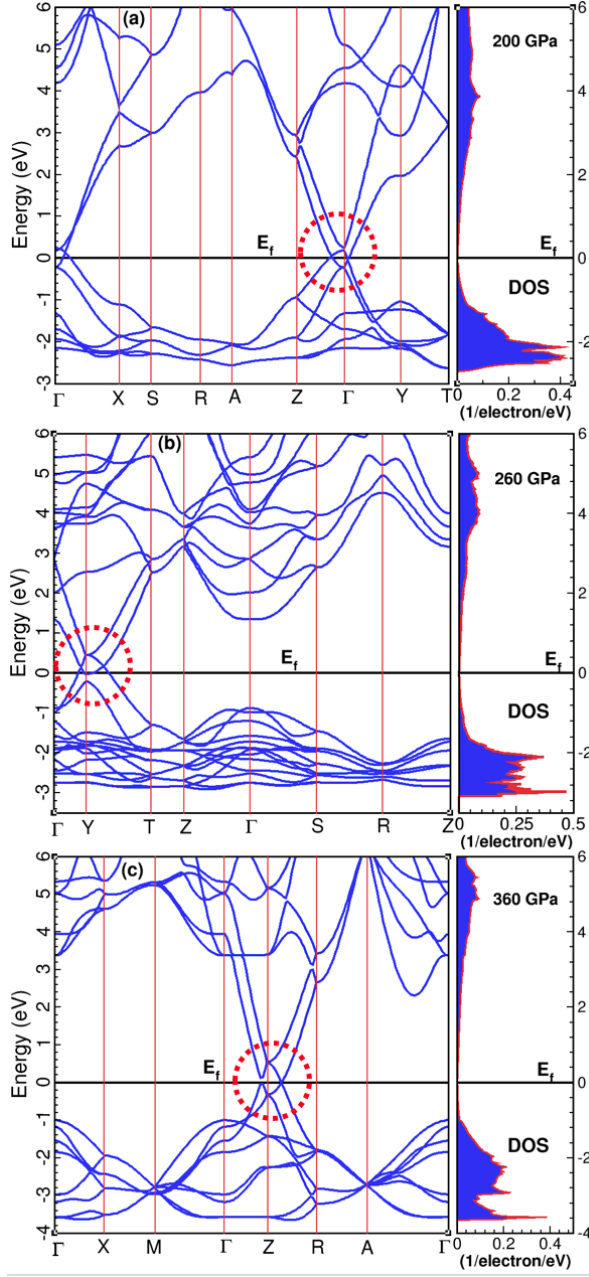 6
5
4
3
2
1
0
-1
-2
-3
Energy (eV)
(a)
E_f
Γ X S R A Z Γ Y T
200 GPa
6
4
2
E_f
0
DOS
-2
0 0.2 0.4
(1/electron/eV)
6
5
4
3
2
1
0
-1
-2
-3
Energy (eV)
(b)
E_f
Γ Y T Z Γ S R Z
260 GPa
6
4
2
E_f
0
DOS
-2
0 0.25 0.5
(1/electron/eV)
6
5
4
3
2
1
0
-1
-2
-3
-4
Energy (eV)
(c)
E_f
Γ X M Γ Z R A Γ
360 GPa
6
4
2
E_f
0
DOS
-2
-4
0 0.1 0.2 0.3 0.4
(1/electron/eV)